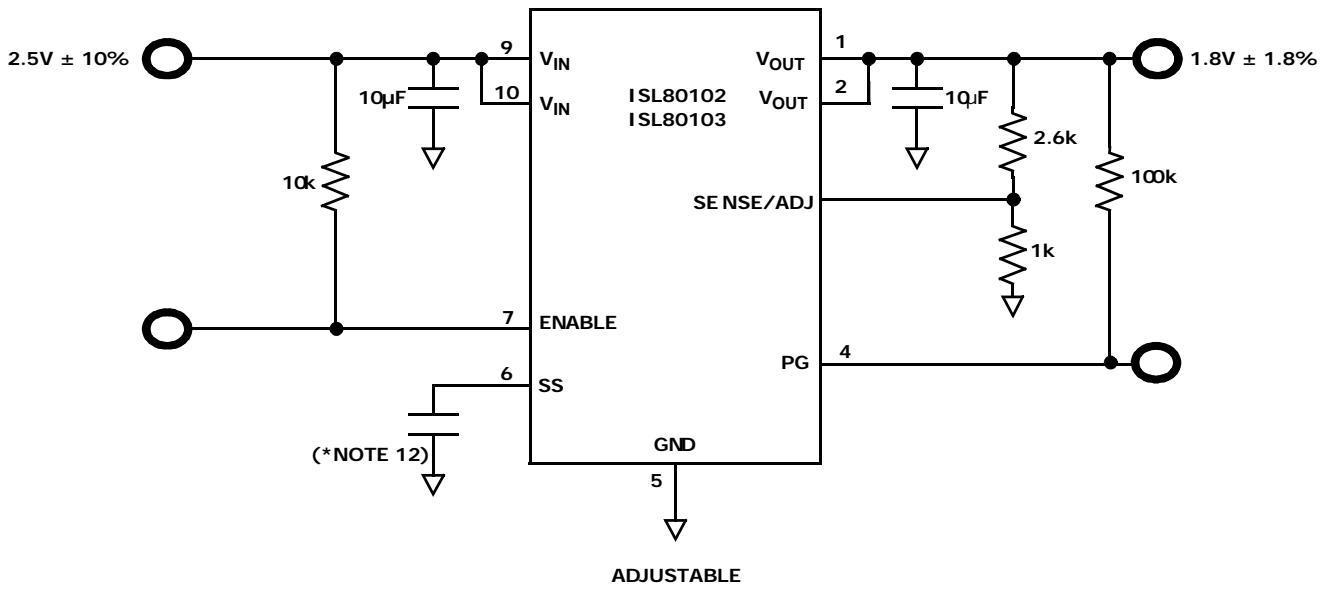 2.5V ± 10%
9
VIN
10
VIN
10µF
10k
7
ENABLE
6
SS
(*NOTE 12)
ISL80102
ISL80103
1
VOUT
2
VOUT
10µF
1.8V ± 1.8%
2.6k
100k
SENSE/ADJ
1k
4
PG
GND
5
ADJUSTABLE